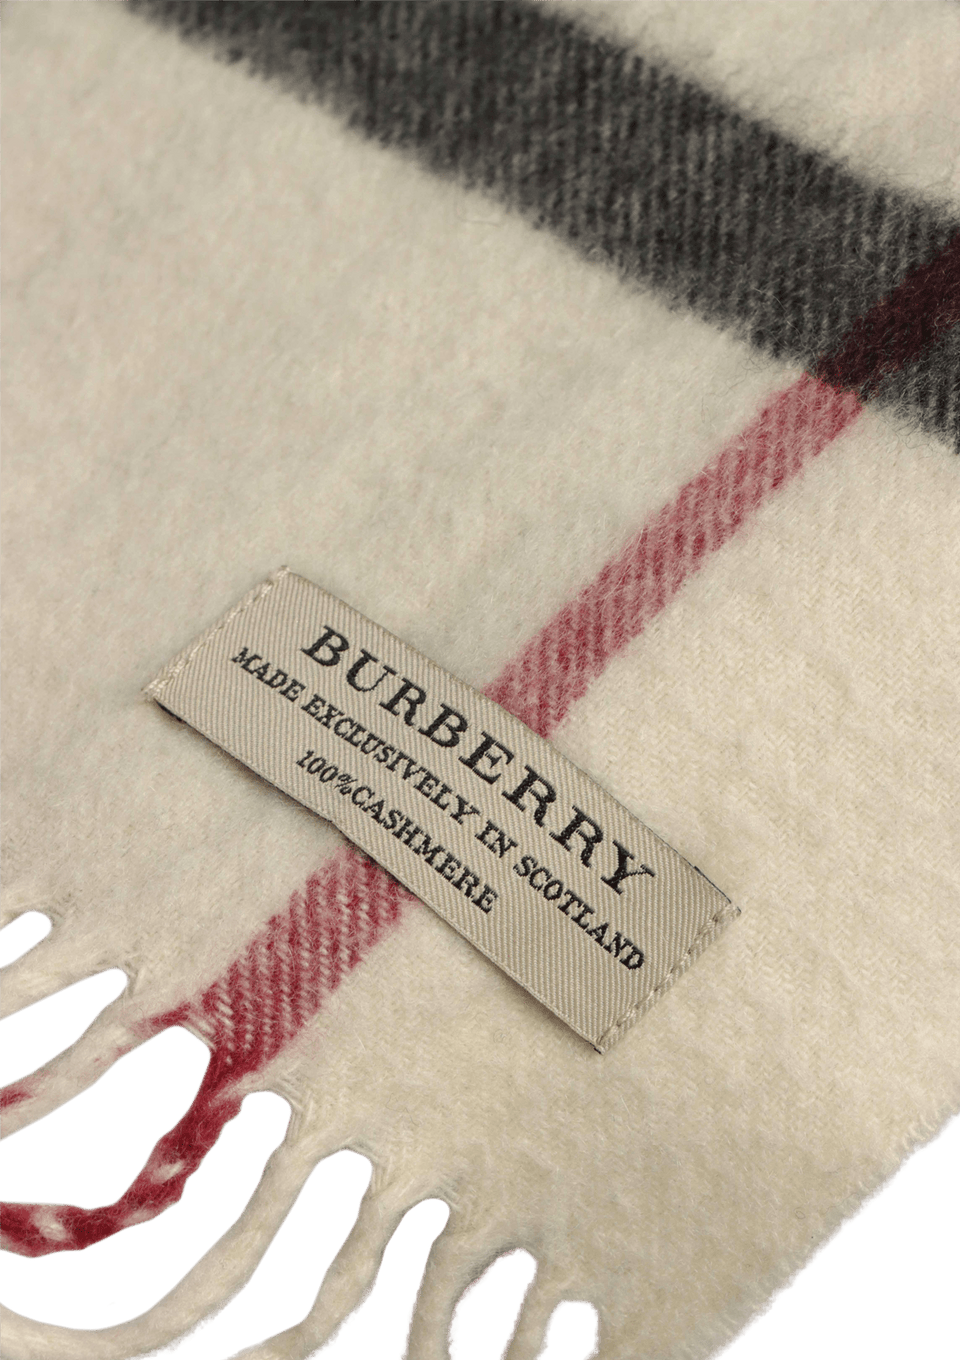 BURBERRY
MADE EXCLUSIVELY IN SCOTLAND
100%CASHMERE